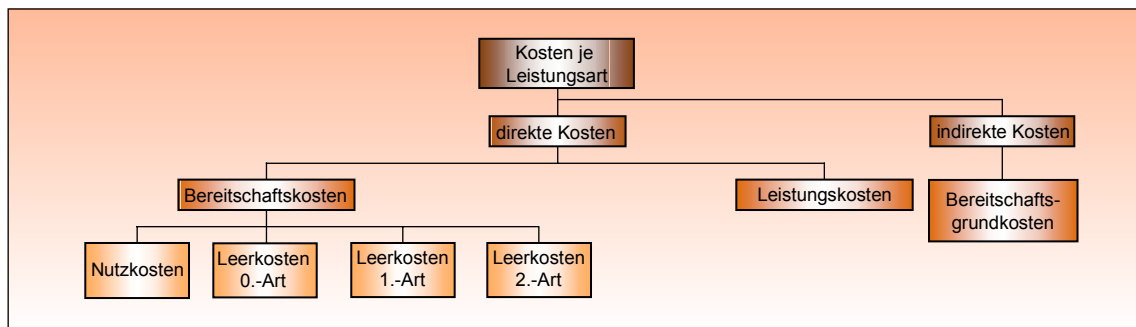 Kosten je
Leistungsart
direkte Kosten
indirekte Kosten
Bereitschaftskosten
Leistungskosten
Bereitschafts-
grundkosten
Nutzkosten
Leerkosten
0.-Art
Leerkosten
1.-Art
Leerkosten
2.-Art